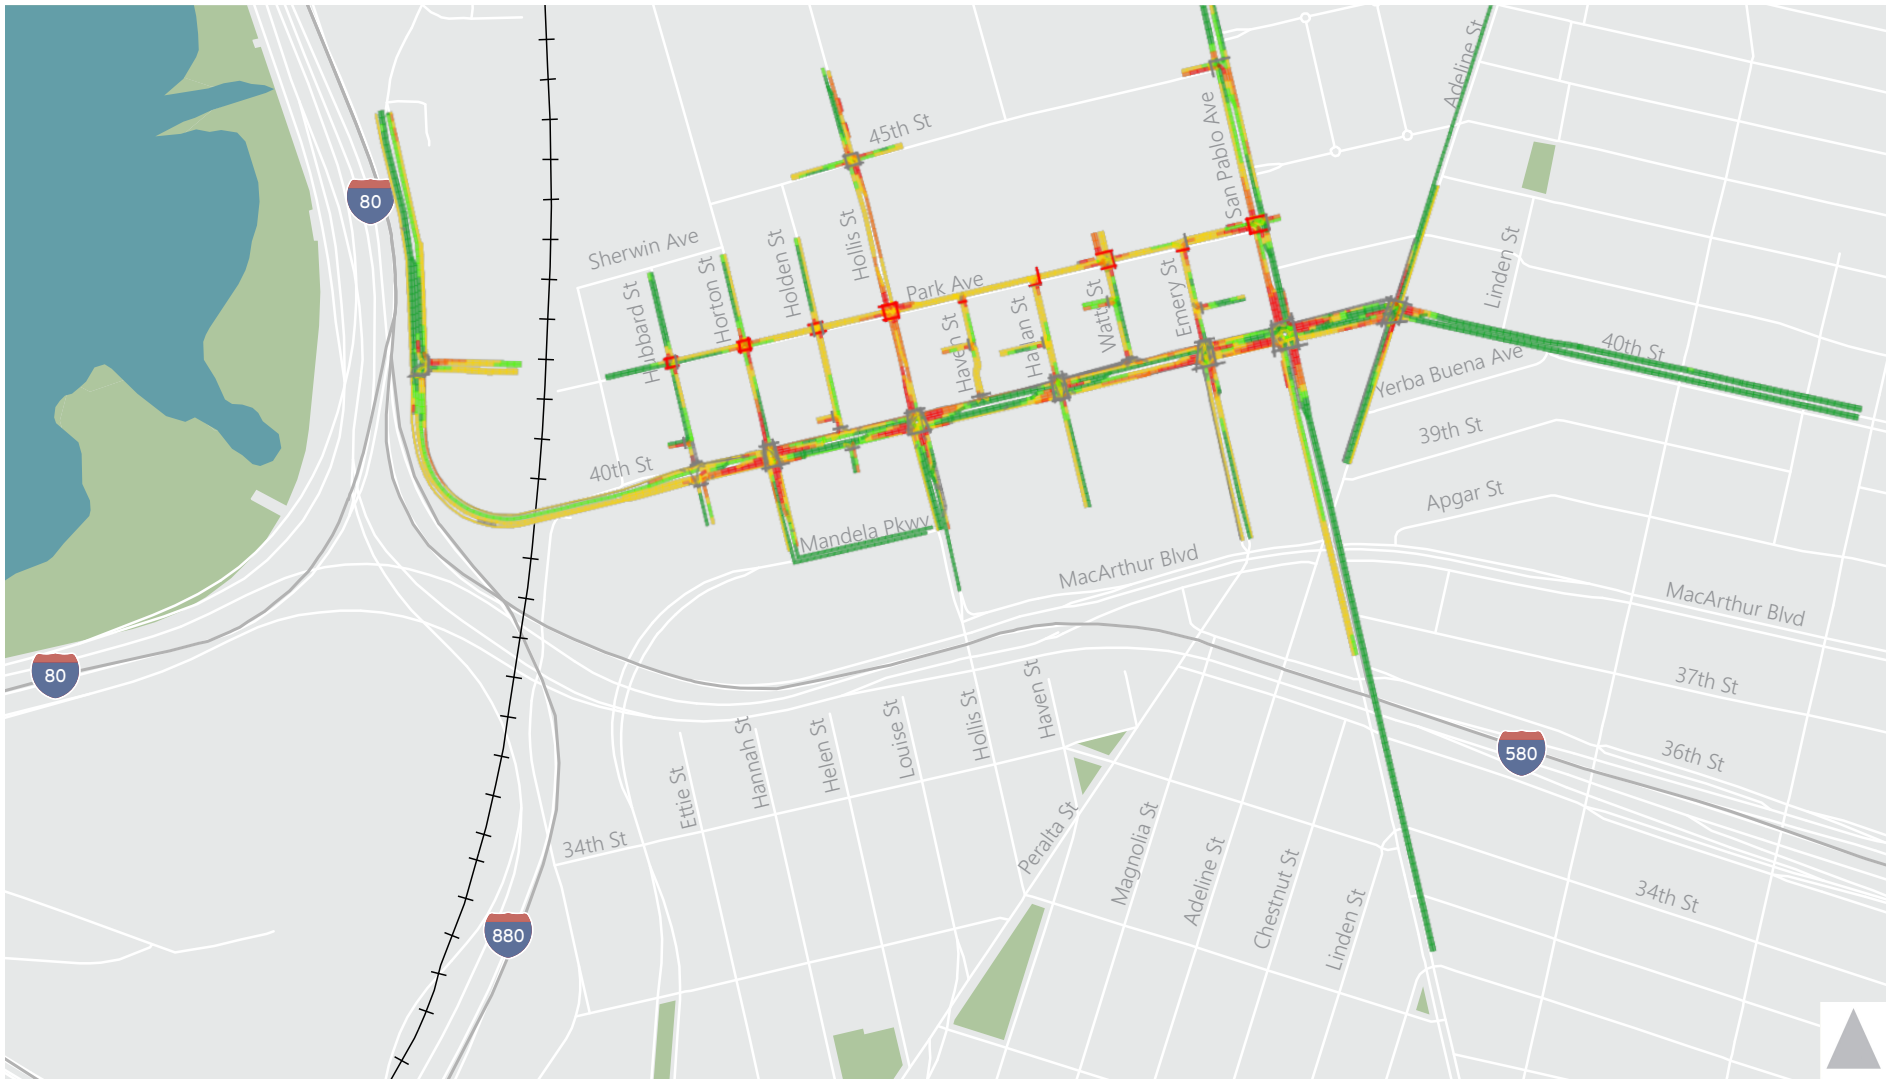 Adeline St
45th St
80
San Pablo Ave
Hollis St
Sherwin Ave
Linden St
Horton St
Holden St
Park Ave
Emery St
Watt St
Hubbard St
Harlan St
Haven St
40th St
Yerba Buena Ave
39th St
40th St
Apgar St
Mandela Pkwy
MacArthur Blvd
MacArthur Blvd
80
37th St
Haven St
Hollis St
Louise St
Hannah St
Helen St
580
36th St
Ettie St
34th St
Peralta St
Magnolia St
Adeline St
Chestnut St
34th St
Linden St
880